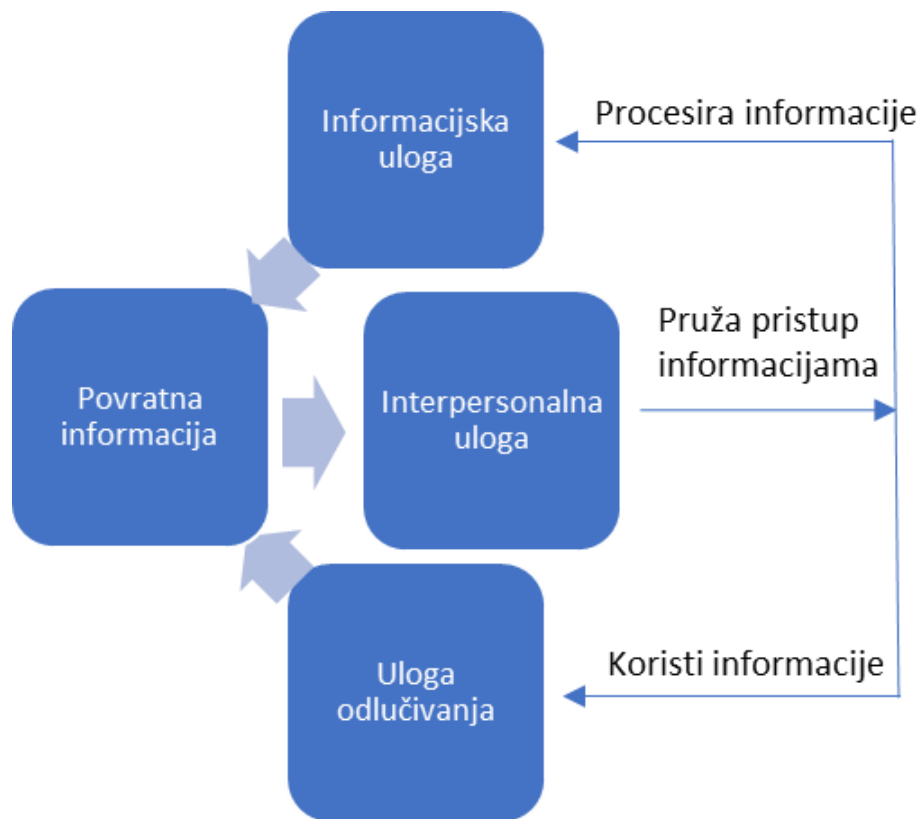 Informacijska
uloga
Procesira informacije
Povratna
informacija
Interpersonalna
uloga
Pruža pristup
informacijama
Uloga
odlučivanja
Koristi informacije